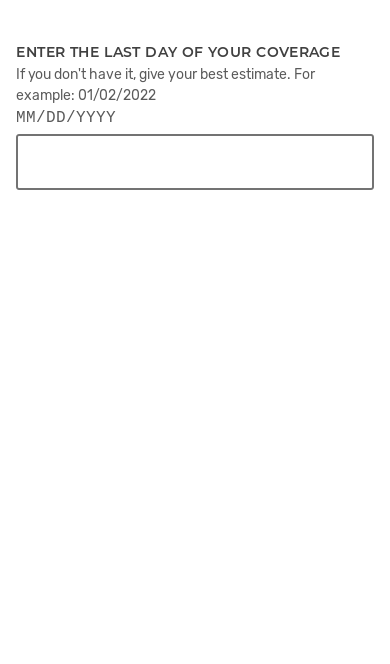 ENTER THE LAST DAY OF YOUR COVERAGE
If you don't have it, give your best estimate. For
example: 01/02/2022
MM/DD/YYYY